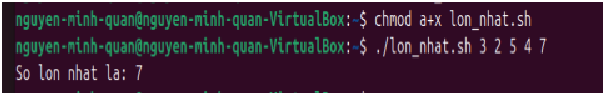 nguyen-minh-quan@nguyen-minh-quan-VirtualBox:~$ chmod a+x lon_nhat.sh
nguyen-minh-quan@nguyen-minh-quan-VirtualBox:~$ ./lon_nhat.sh 3 2 5 4 7
So lon nhat la: 7